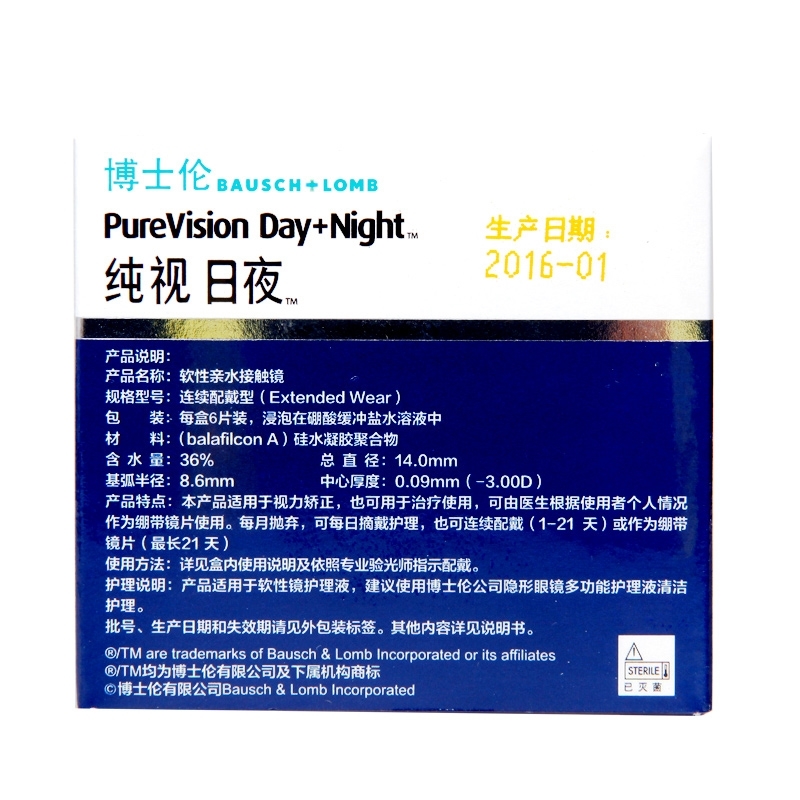 博士伦 BAUSCH+LOMB
PureVision Day+Night™
纯视 日夜™
生产日期：
2016-01
产品说明：
产品名称：软性亲水接触镜
规格型号：连续配戴型（Extended Wear）
包　　装：每盒6片装，浸泡在硼酸缓冲盐水溶液中
材　　料：（balafilcon A）硅水凝胶聚合物
含 水 量：36%　　总 直 径：14.0mm
基弧半径：8.6mm　　中心厚度：0.09mm（-3.00D）
产品特点：本产品适用于视力矫正，也可用于治疗使用，可由医生根据使用者个人情况
作为绷带镜片使用。每月抛弃，可每日摘戴护理，也可连续配戴（1-21 天）或作为绷带
镜片（最长21天）
使用方法：详见盒内使用说明及依照专业验光师指示配戴。
护理说明：产品适用于软性镜护理液，建议使用博士伦公司隐形眼镜多功能护理液清洁
护理。
批号、生产日期和失效期请见外包装标签。其他内容详见说明书。
®/TM are trademarks of Bausch & Lomb Incorporated or its affiliates
®/TM均为博士伦有限公司及下属机构商标
©博士伦有限公司Bausch & Lomb Incorporated
STERILE
已灭菌